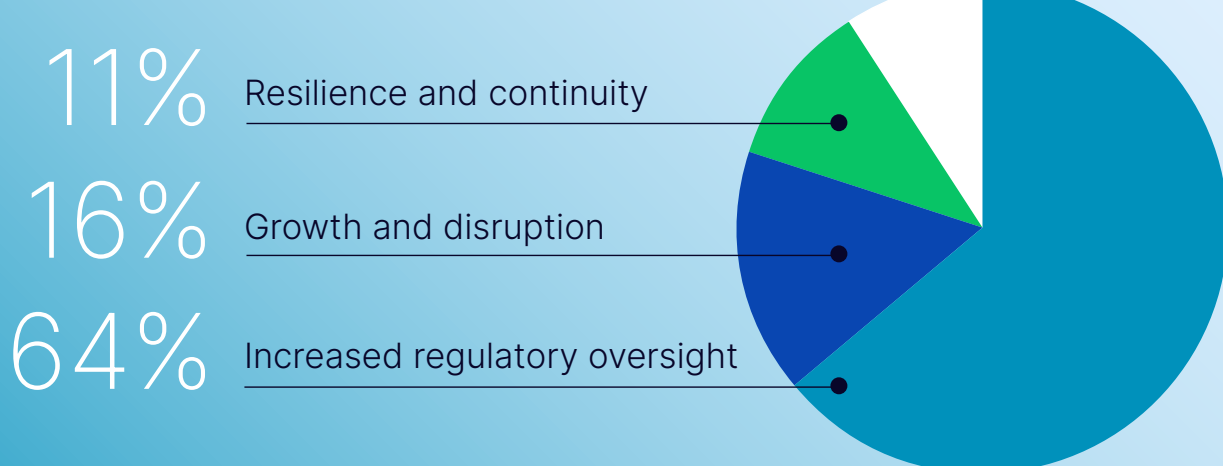 11%
Resilience and continuity
16%
Growth and disruption
64%
Increased regulatory oversight